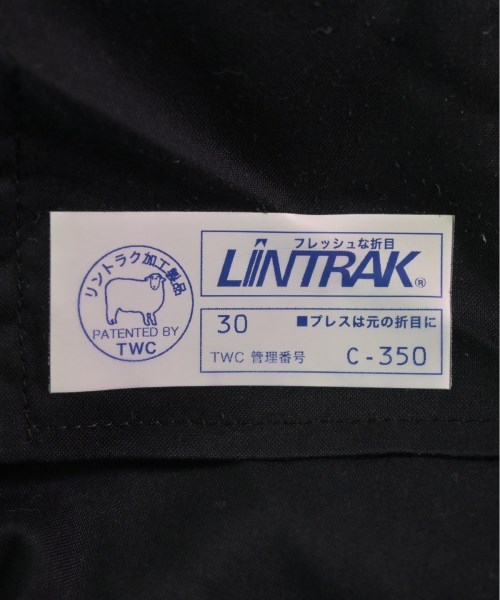 リントラク加工製品
PATENTED BY
TWC
フレッシュな折目
LINTRAK®
30 ■プレスは元の折目に
TWC 管理番号 C-350